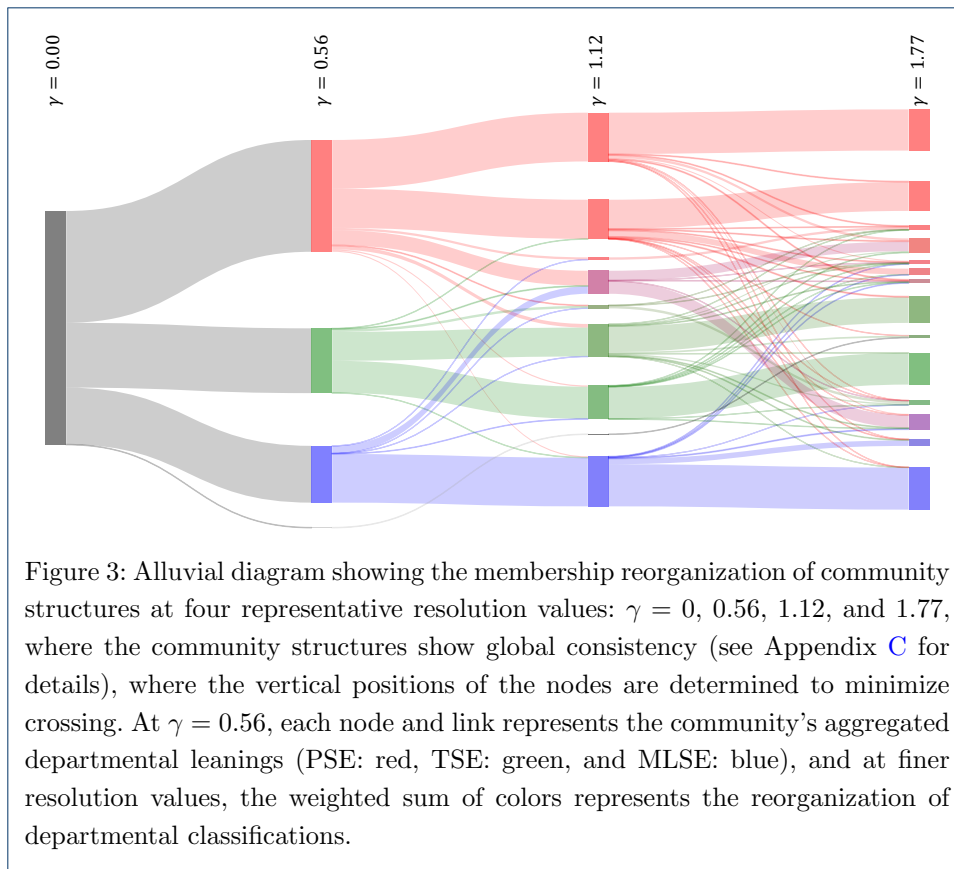 γ = 0.00
γ = 0.56
γ = 1.12
γ = 1.77
Figure 3: Alluvial diagram showing the membership reorganization of community
structures at four representative resolution values: γ = 0, 0.56, 1.12, and 1.77,
where the community structures show global consistency (see Appendix C for
details), where the vertical positions of the nodes are determined to minimize
crossing. At γ = 0.56, each node and link represents the community's aggregated
departmental leanings (PSE: red, TSE: green, and MLSE: blue), and at finer
resolution values, the weighted sum of colors represents the reorganization of
departmental classifications.